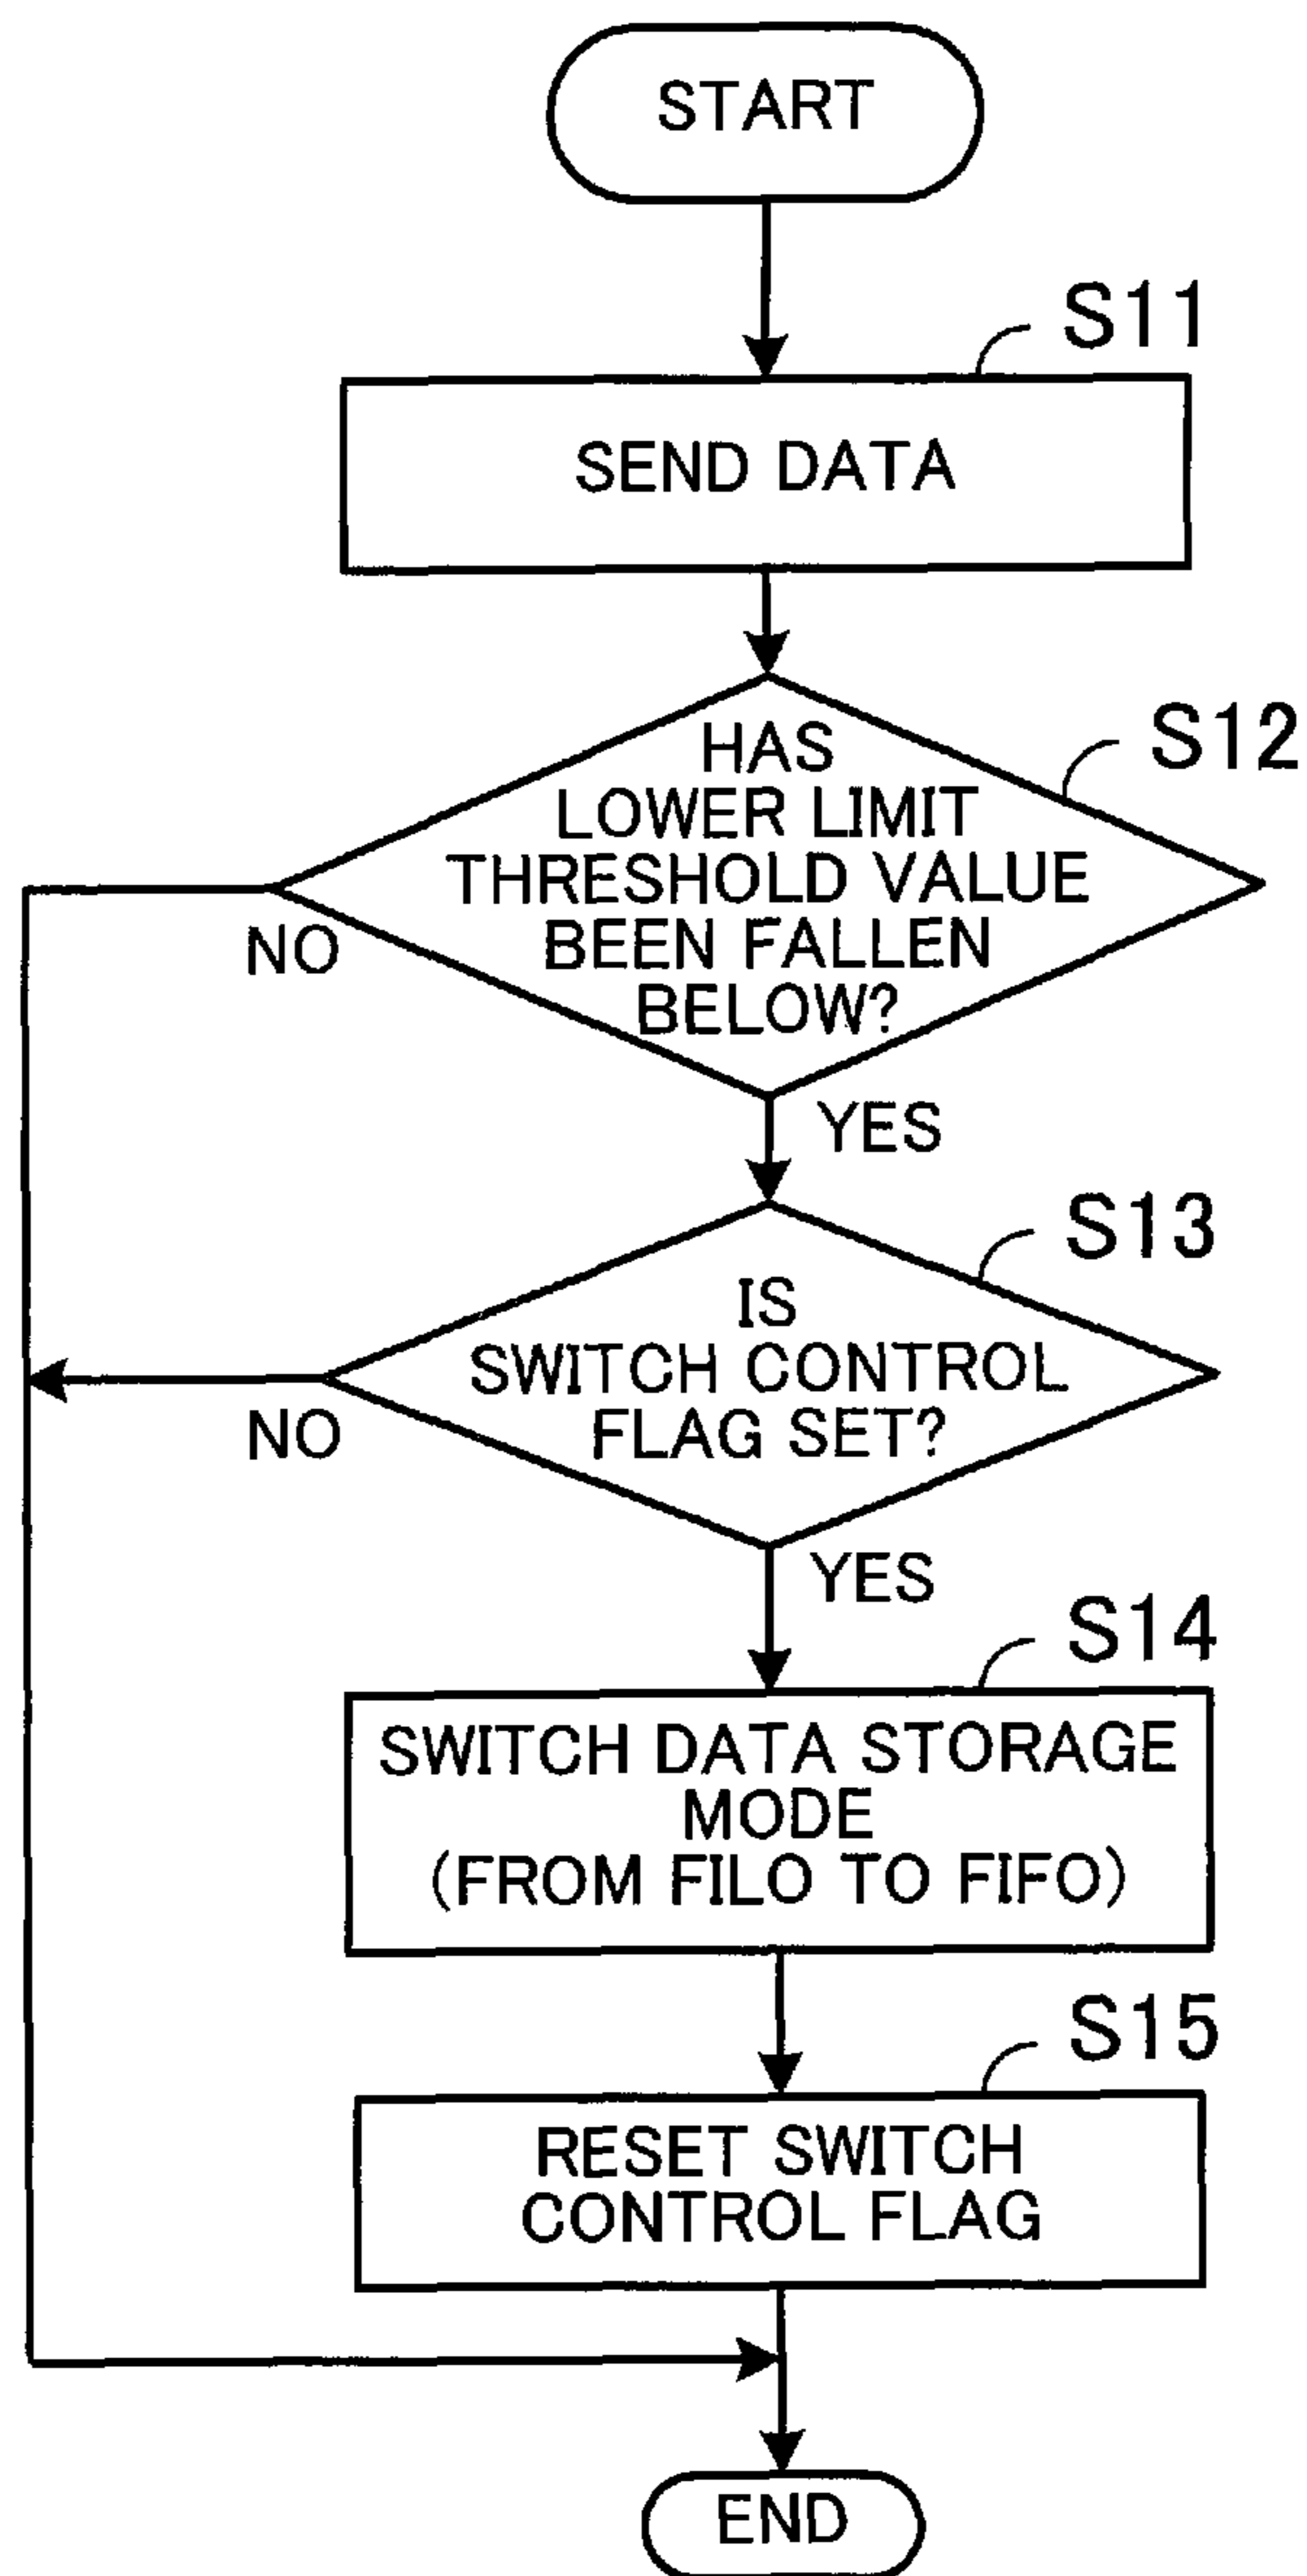 START
S11
SEND DATA
S12
HAS
LOWER LIMIT
THRESHOLD VALUE
BEEN FALLEN
BELOW?
NO
YES
S13
IS
SWITCH CONTROL
FLAG SET?
NO
YES
S14
SWITCH DATA STORAGE
MODE
(FROM FILO TO FIFO)
S15
RESET SWITCH
CONTROL FLAG
END